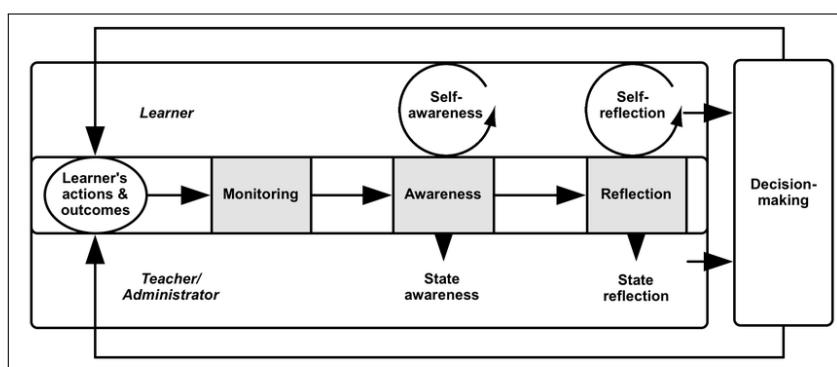 Learner
Self-
awareness
Self-
reflection
Learner's
actions &
outcomes
Monitoring
Awareness
Reflection
Decision-
making
Teacher/
Administrator
State
awareness
State
reflection